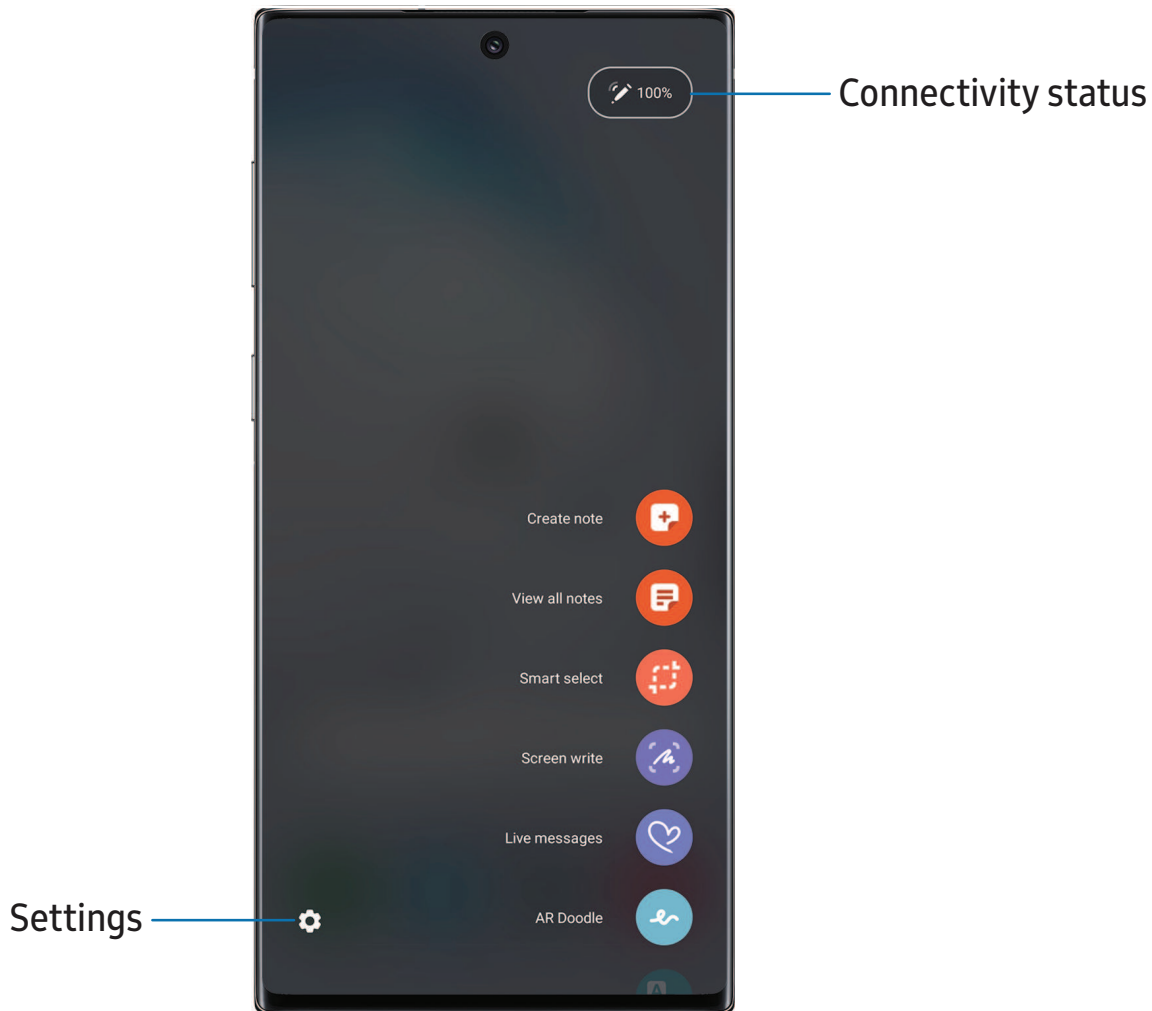 100%
Connectivity status
Create note
View all notes
Smart select
Screen write
Live messages
Settings
AR Doodle
A